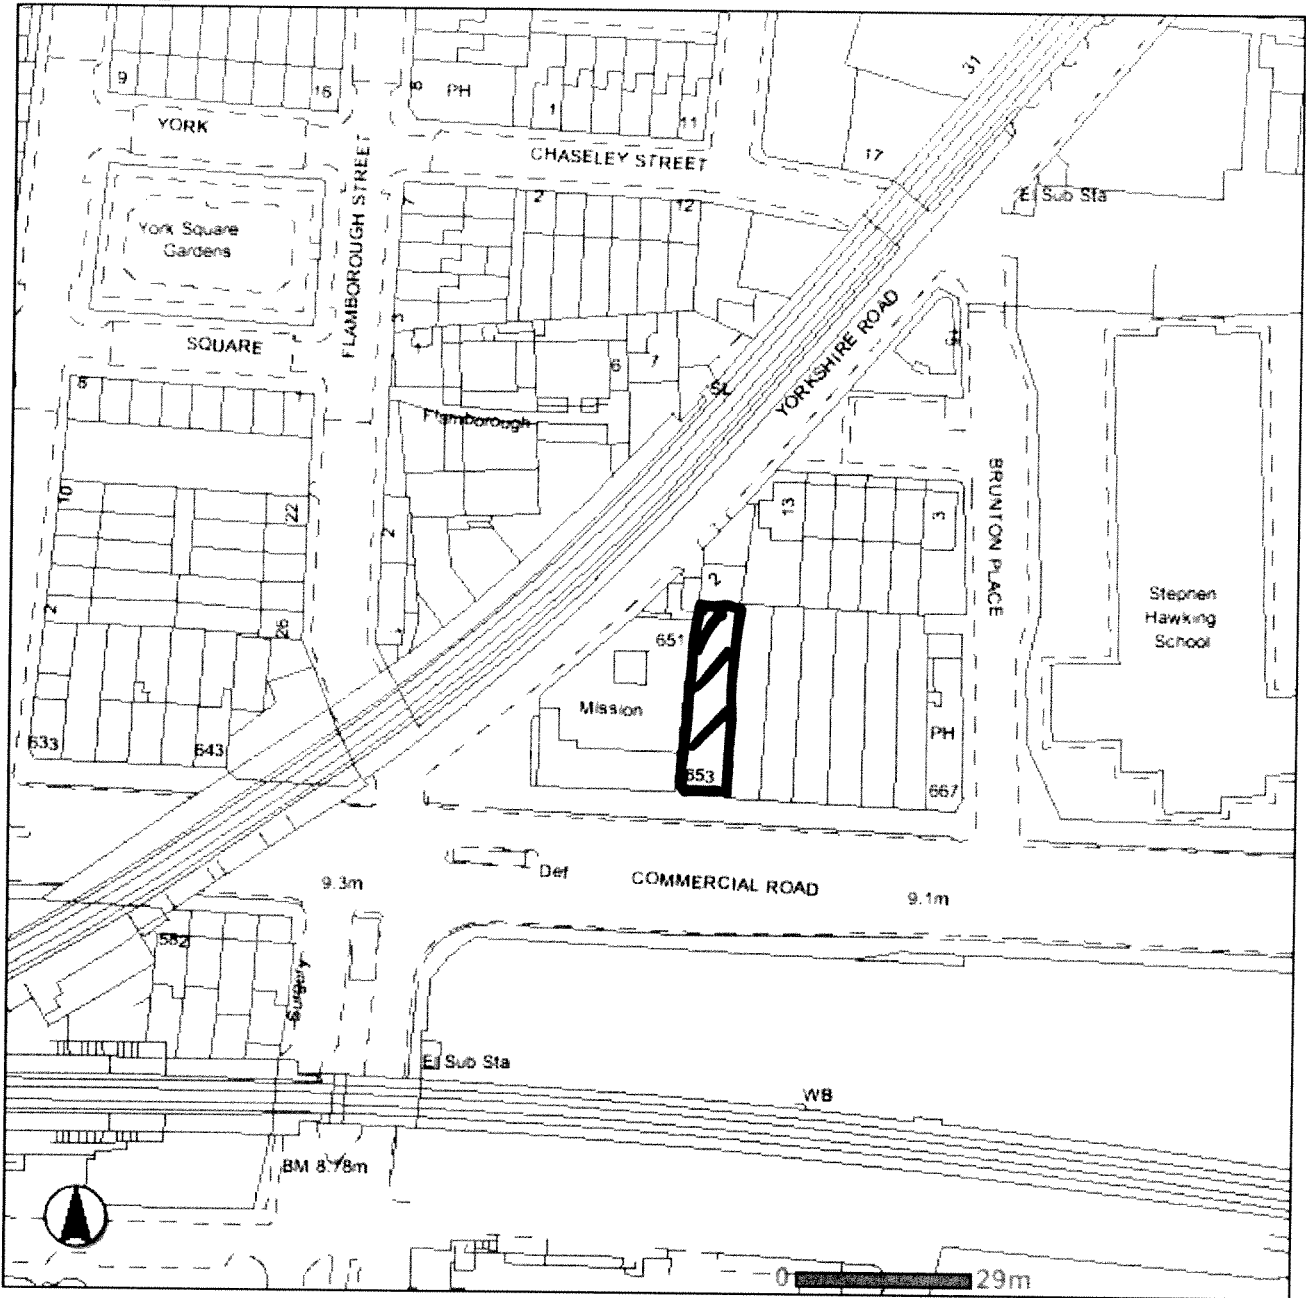 31
9
16
8
PH
1
11
YORK
CHASELEY STREET
17
El Sub Sta
FLAMBOROUGH STREET
7
2
12
York Square
Gardens
3
YORKSHIRE ROAD
SQUARE
6
7
SL
8
Flamborough
10
22
2
13
3
BRUNTON PLACE
2
2
Stephen
Hawking
School
26
651
Mission
633
643
653
PH
667
Def
9.3m
COMMERCIAL ROAD
9.1m
582
Surgery
El Sub Sta
WB
BM 8.78m
0
29m